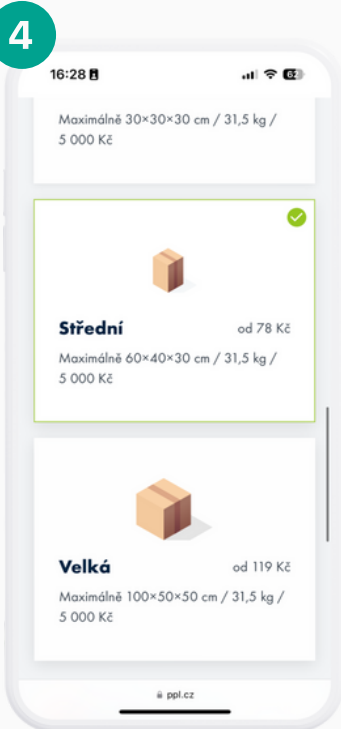 4
16:28
62
Maximálně 30×30×30 cm / 31,5 kg /
5 000 Kč
Střední od 78 Kč
Maximálně 60×40×30 cm / 31,5 kg /
5 000 Kč
Velká od 119 Kč
Maximálně 100×50×50 cm / 31,5 kg /
5 000 Kč
ppl.cz